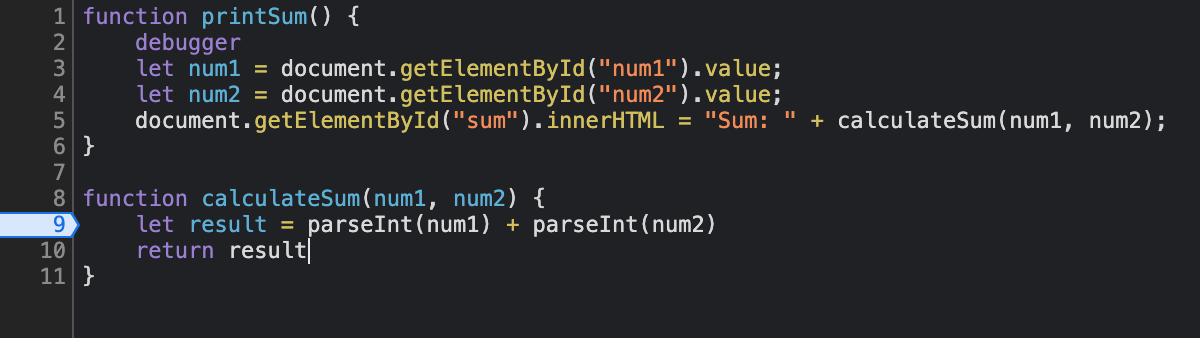 1 function printSum() {
2     debugger
3     let num1 = document.getElementById("num1").value;
4     let num2 = document.getElementById("num2").value;
5     document.getElementById("sum").innerHTML = "Sum: " + calculateSum(num1, num2);
6 }
7
8 function calculateSum(num1, num2) {
9     let result = parseInt(num1) + parseInt(num2)
10     return result
11 }